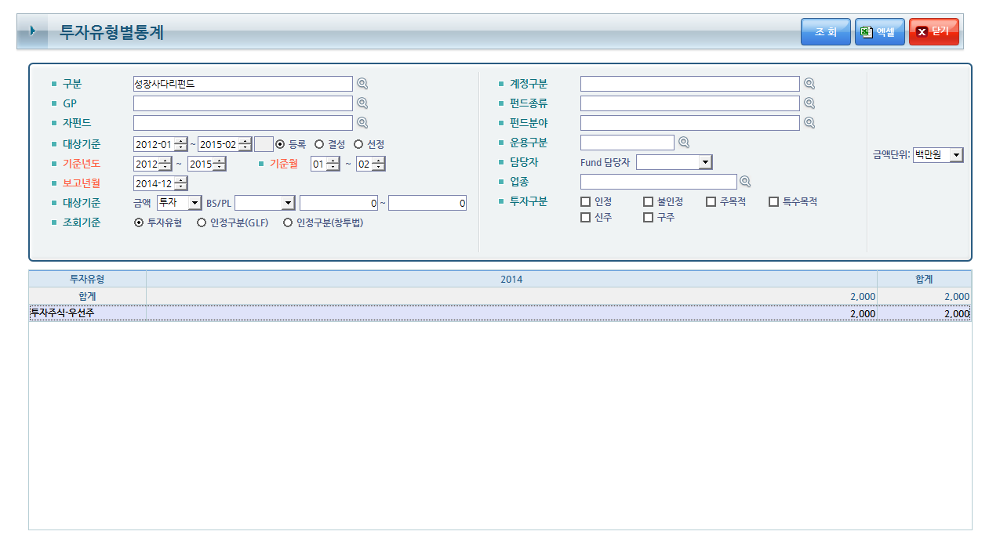 투자유형별통계
조 회 엑셀 닫기
구분 성장사다리펀드
GP
자펀드
대상기준 2012-01 ~ 2015-02 등록 결성 선정
기준년도 2012 ~ 2015 기준월 01 ~ 02
보고년월 2014-12
대상기준 금액 투자 BS/PL 0 ~ 0
조회기준 투자유형 인정구분(GLF) 인정구분(창투법)
계정구분
펀드종류
펀드분야
운용구분
담당자 Fund 담당자
업종
투자구분 인정 불인정 주목적 특수목적
신주 구주
금액단위: 백만원
투자유형 2014 합계
합계 2,000 2,000
투자주식-우선주 2,000 2,000